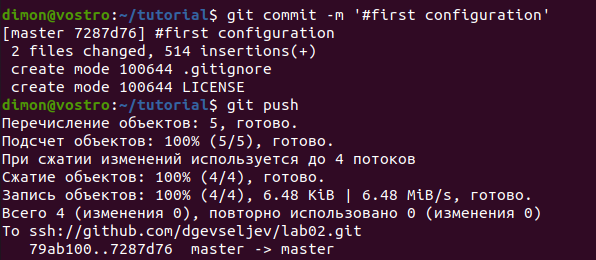 dimon@vostro:~/tutorial$ git commit -m '#first configuration'
[master 7287d76] #first configuration
 2 files changed, 514 insertions(+)
 create mode 100644 .gitignore
 create mode 100644 LICENSE
dimon@vostro:~/tutorial$ git push
Перечисление объектов: 5, готово.
Подсчет объектов: 100% (5/5), готово.
При сжатии изменений используется до 4 потоков
Сжатие объектов: 100% (4/4), готово.
Запись объектов: 100% (4/4), 6.48 KiB | 6.48 MiB/s, готово.
Всего 4 (изменения 0), повторно использовано 0 (изменения 0)
To ssh://github.com/dgevseljev/lab02.git
   79ab100..7287d76  master -> master